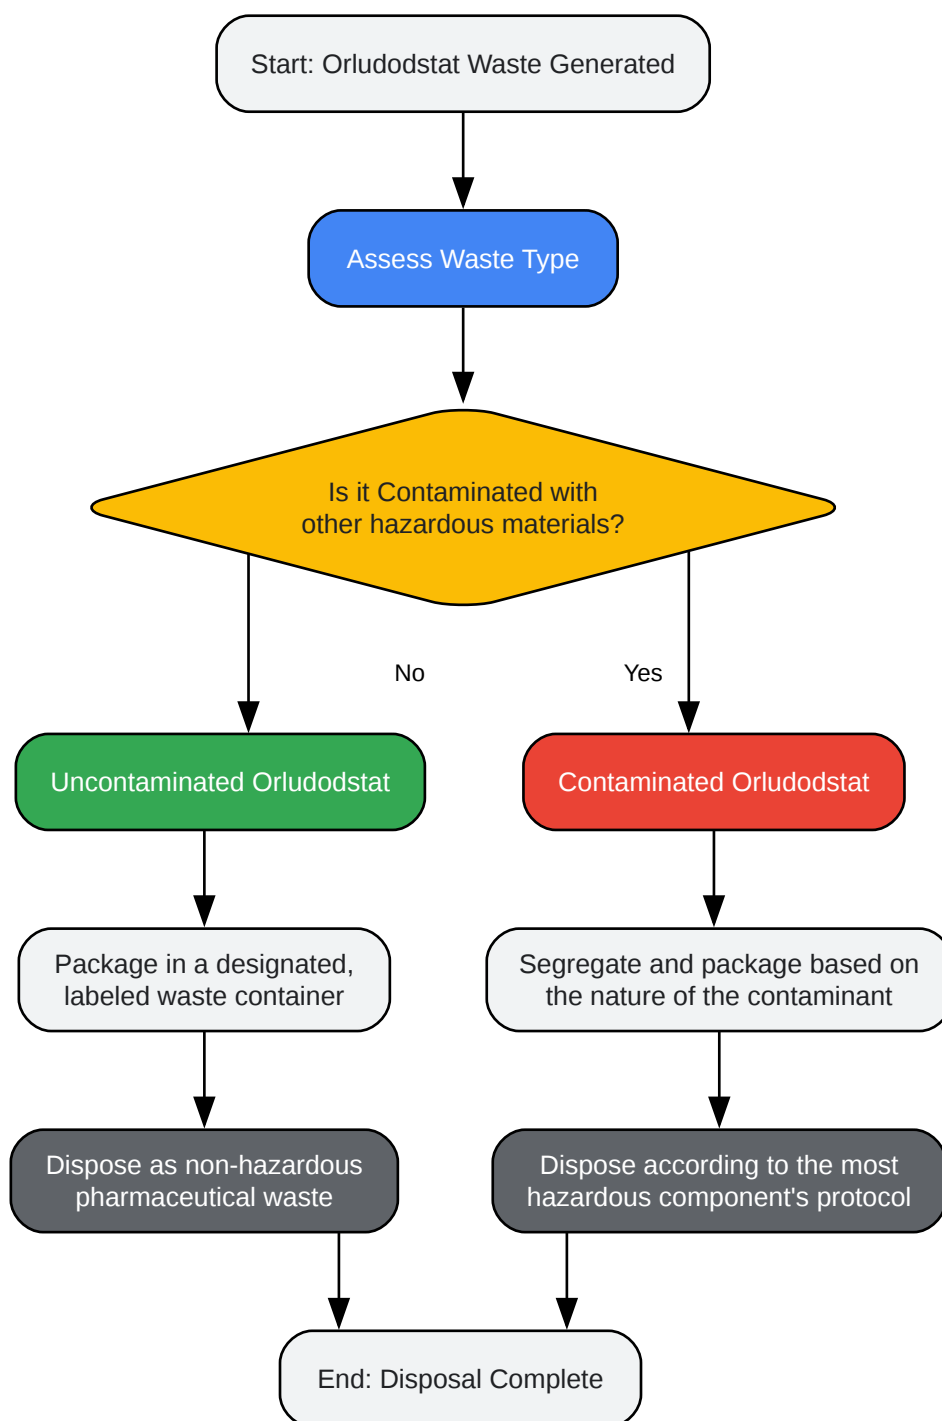 Start: Orludodstat Waste Generated
Assess Waste Type
Is it Contaminated with
other hazardous materials?
No
Yes
Uncontaminated Orludodstat
Contaminated Orludodstat
Package in a designated,
labeled waste container
Segregate and package based on
the nature of the contaminant
Dispose as non-hazardous
pharmaceutical waste
Dispose according to the most
hazardous component's protocol
End: Disposal Complete